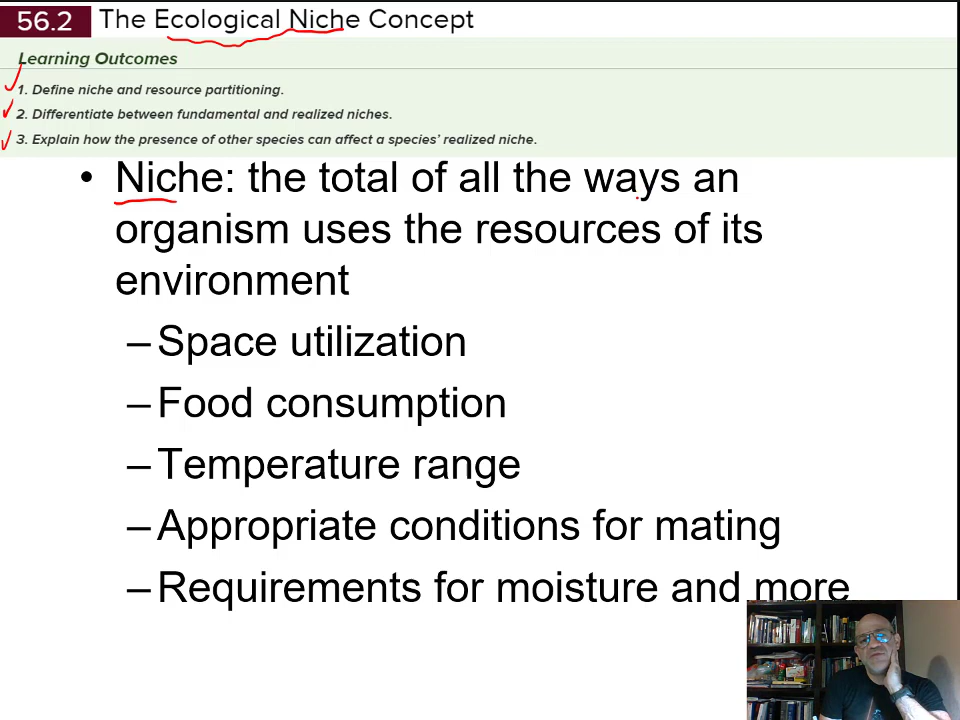 56.2 The Ecological Niche Concept
Learning Outcomes
1. Define niche and resource partitioning.
2. Differentiate between fundamental and realized niches.
3. Explain how the presence of other species can affect a species’ realized niche.
• Niche: the total of all the ways an
organism uses the resources of its
environment
–Space utilization
–Food consumption
–Temperature range
–Appropriate conditions for mating
–Requirements for moisture and more